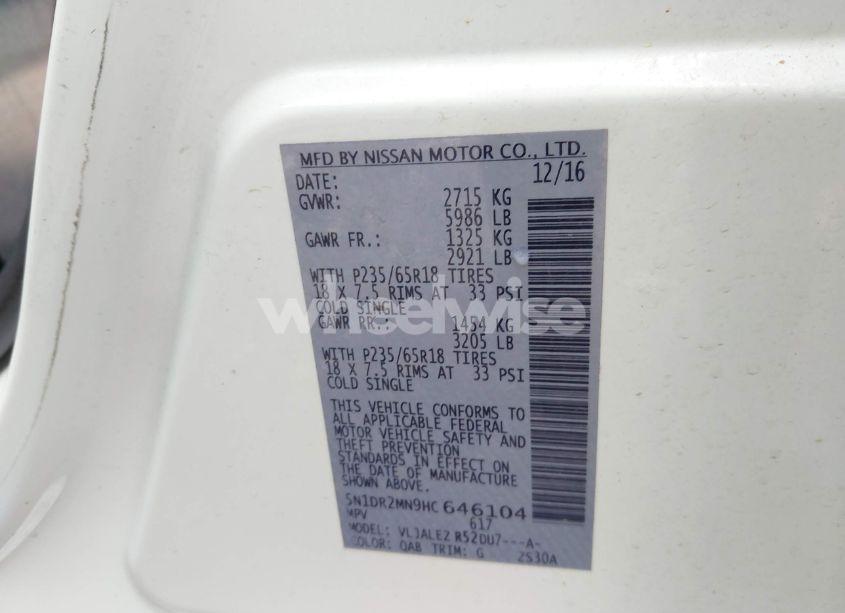 MFD BY NISSAN MOTOR CO., LTD.
DATE: 12/16
GVWR: 2715 KG
5986 LB
GAWR FR.: 1325 KG
2921 LB
WITH P235/65R18 TIRES
18 X 7.5 RIMS AT 33 PSI
COLD SINGLE
GAWR RR.: 1454 KG
3205 LB
WITH P235/65R18 TIRES
18 X 7.5 RIMS AT 33 PSI
COLD SINGLE
THIS VEHICLE CONFORMS TO
ALL APPLICABLE FEDERAL
MOTOR VEHICLE SAFETY AND
THEFT PREVENTION
STANDARDS IN EFFECT ON
THE DATE OF MANUFACTURE
SHOWN ABOVE.
5N1DR2MN9HC646104
MPV 617
MODEL: VLJALEZ R52DU7---A-
COLOR: QAB TRIM: G 2S30A
wheelwise